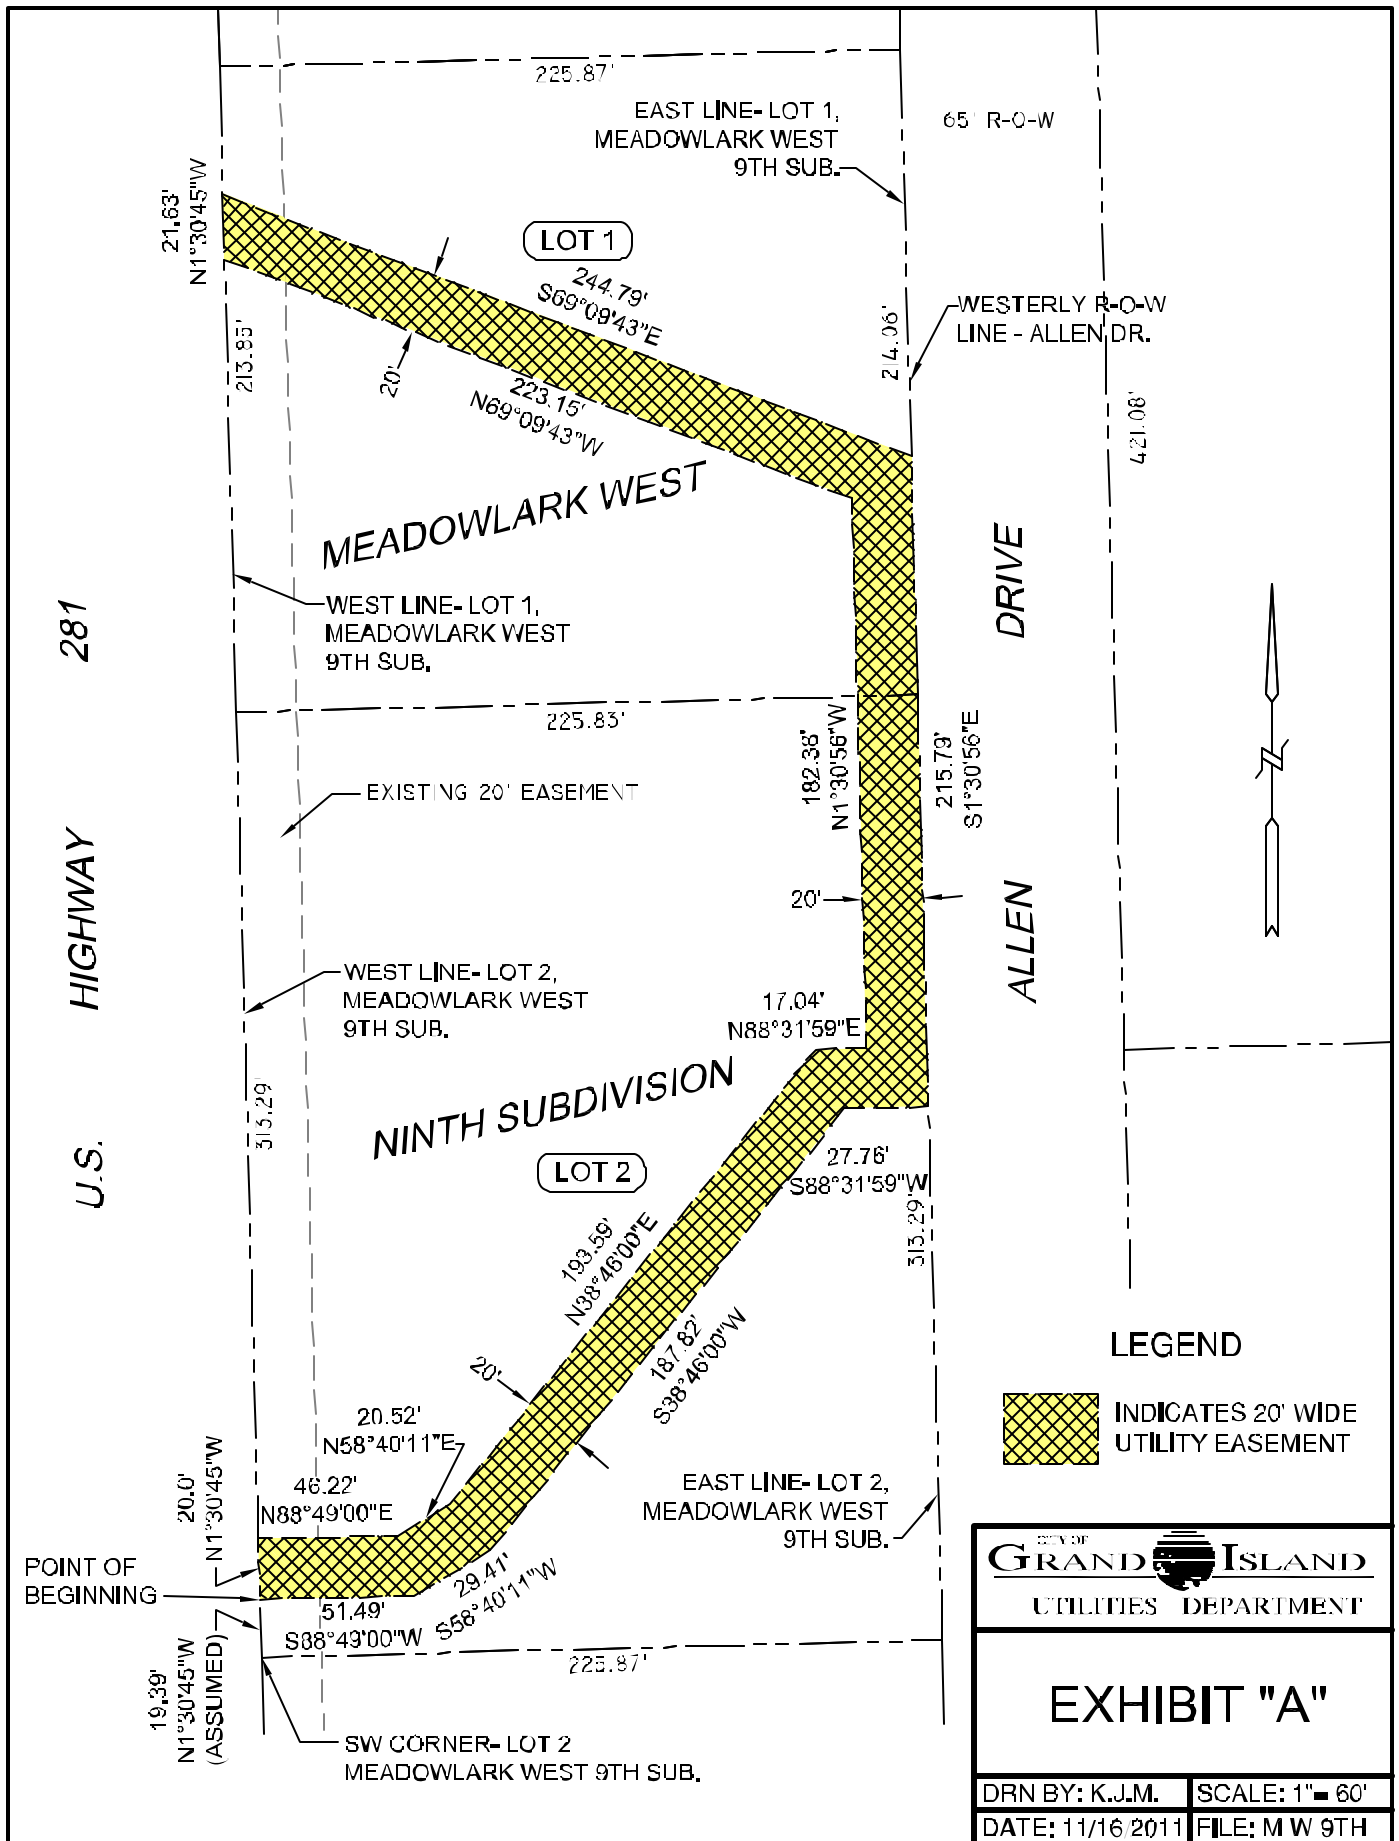 225.87'
EAST LINE- LOT 1,
MEADOWLARK WEST
9TH SUB.
65' R-O-W
21.63'
N1°30'45"W
LOT 1
244.79'
S69°09'43"E
WESTERLY R-O-W
LINE - ALLEN DR.
213.85'
214.06'
20'
223.15'
N69°09'43"W
421.08'
MEADOWLARK WEST
DRIVE
281
WEST LINE- LOT 1,
MEADOWLARK WEST
9TH SUB.
225.83'
182.38'
N1°30'56"W
215.79'
S1°30'56"E
EXISTING 20' EASEMENT
HIGHWAY
20'
ALLEN
WEST LINE- LOT 2,
MEADOWLARK WEST
9TH SUB.
17.04'
N88°31'59"E
313.29'
NINTH SUBDIVISION
U.S.
LOT 2
27.76'
S88°31'59"W
313.29'
193.59'
N38°46'00"E
187.82'
S38°46'00"W
LEGEND
INDICATES 20' WIDE
UTILITY EASEMENT
20'
20.52'
N58°40'11"E
46.22'
N88°49'00"E
20.0'
N1°30'45"W
EAST LINE- LOT 2,
MEADOWLARK WEST
9TH SUB.
POINT OF
BEGINNING
51.49'
S88°49'00"W
29.41'
S58°40'11"W
225.87'
19.39'
N1°30'45"W
(ASSUMED)
SW CORNER- LOT 2
MEADOWLARK WEST 9TH SUB.
CITY OF
GRAND ISLAND
UTILITIES DEPARTMENT
EXHIBIT "A"
DRN BY: K.J.M.
SCALE: 1"= 60'
DATE: 11/16/2011
FILE: M W 9TH